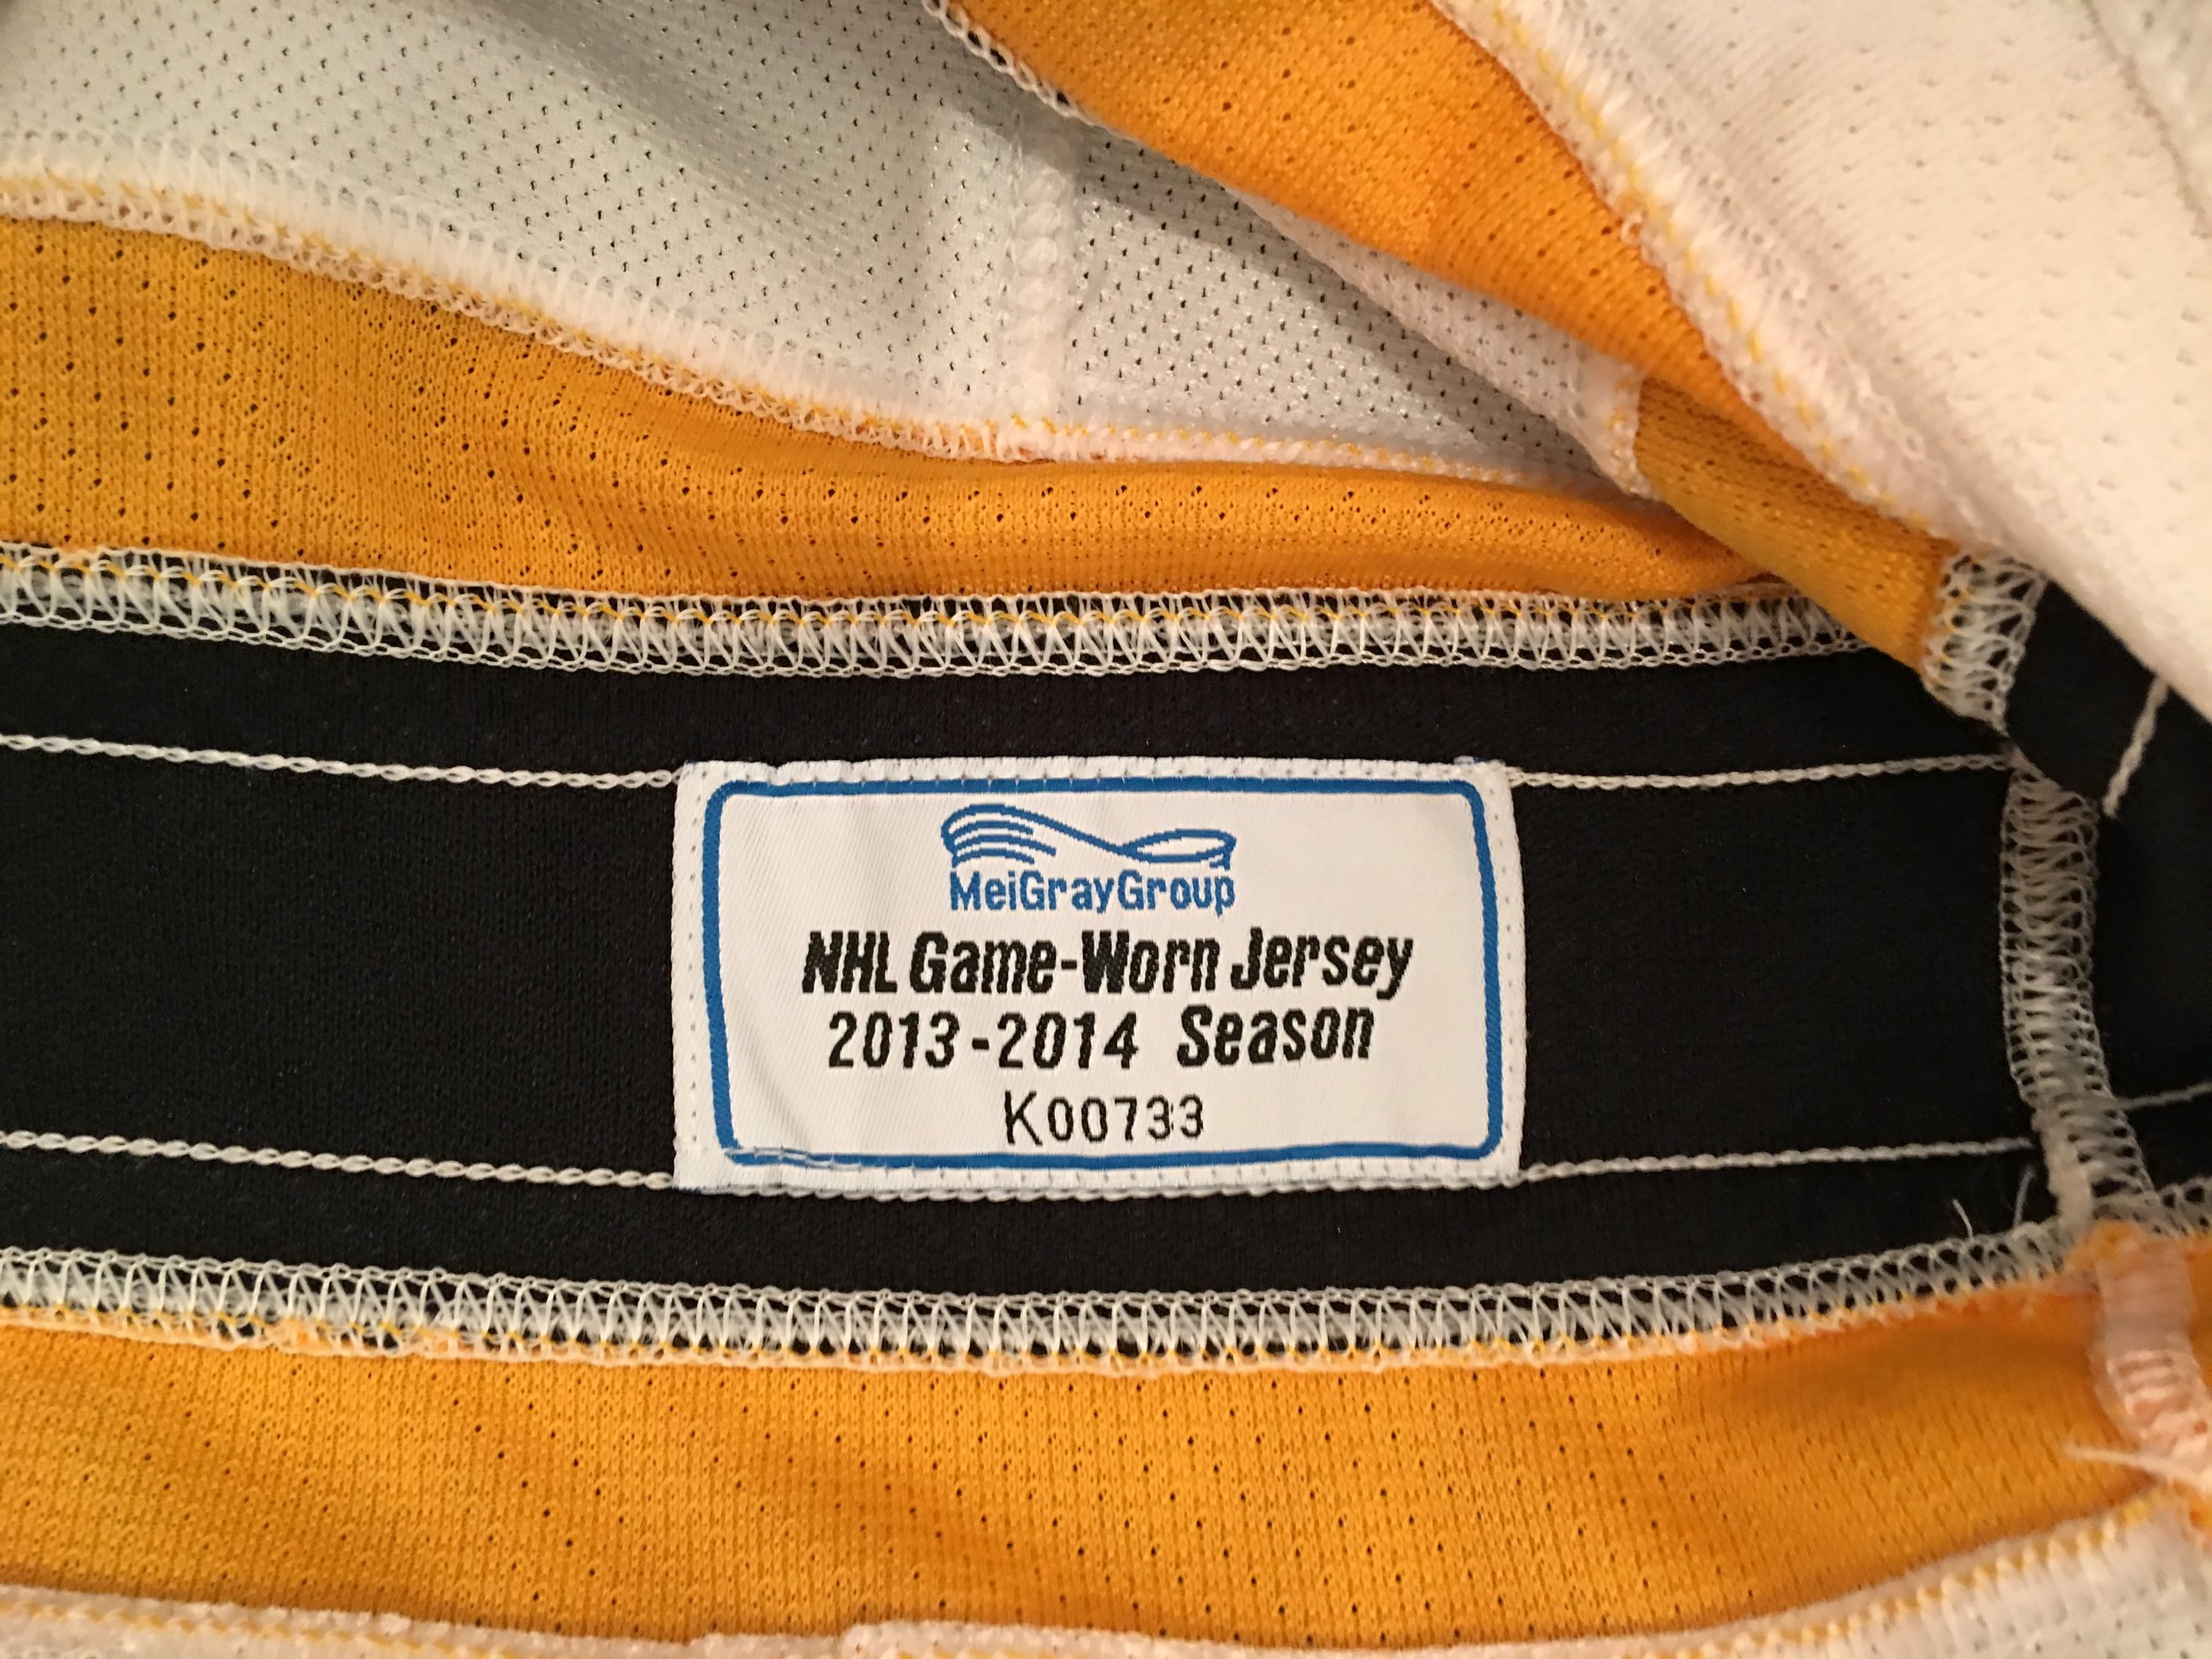 MeiGrayGroup
NHL Game-Worn Jersey
2013-2014 Season
K00733